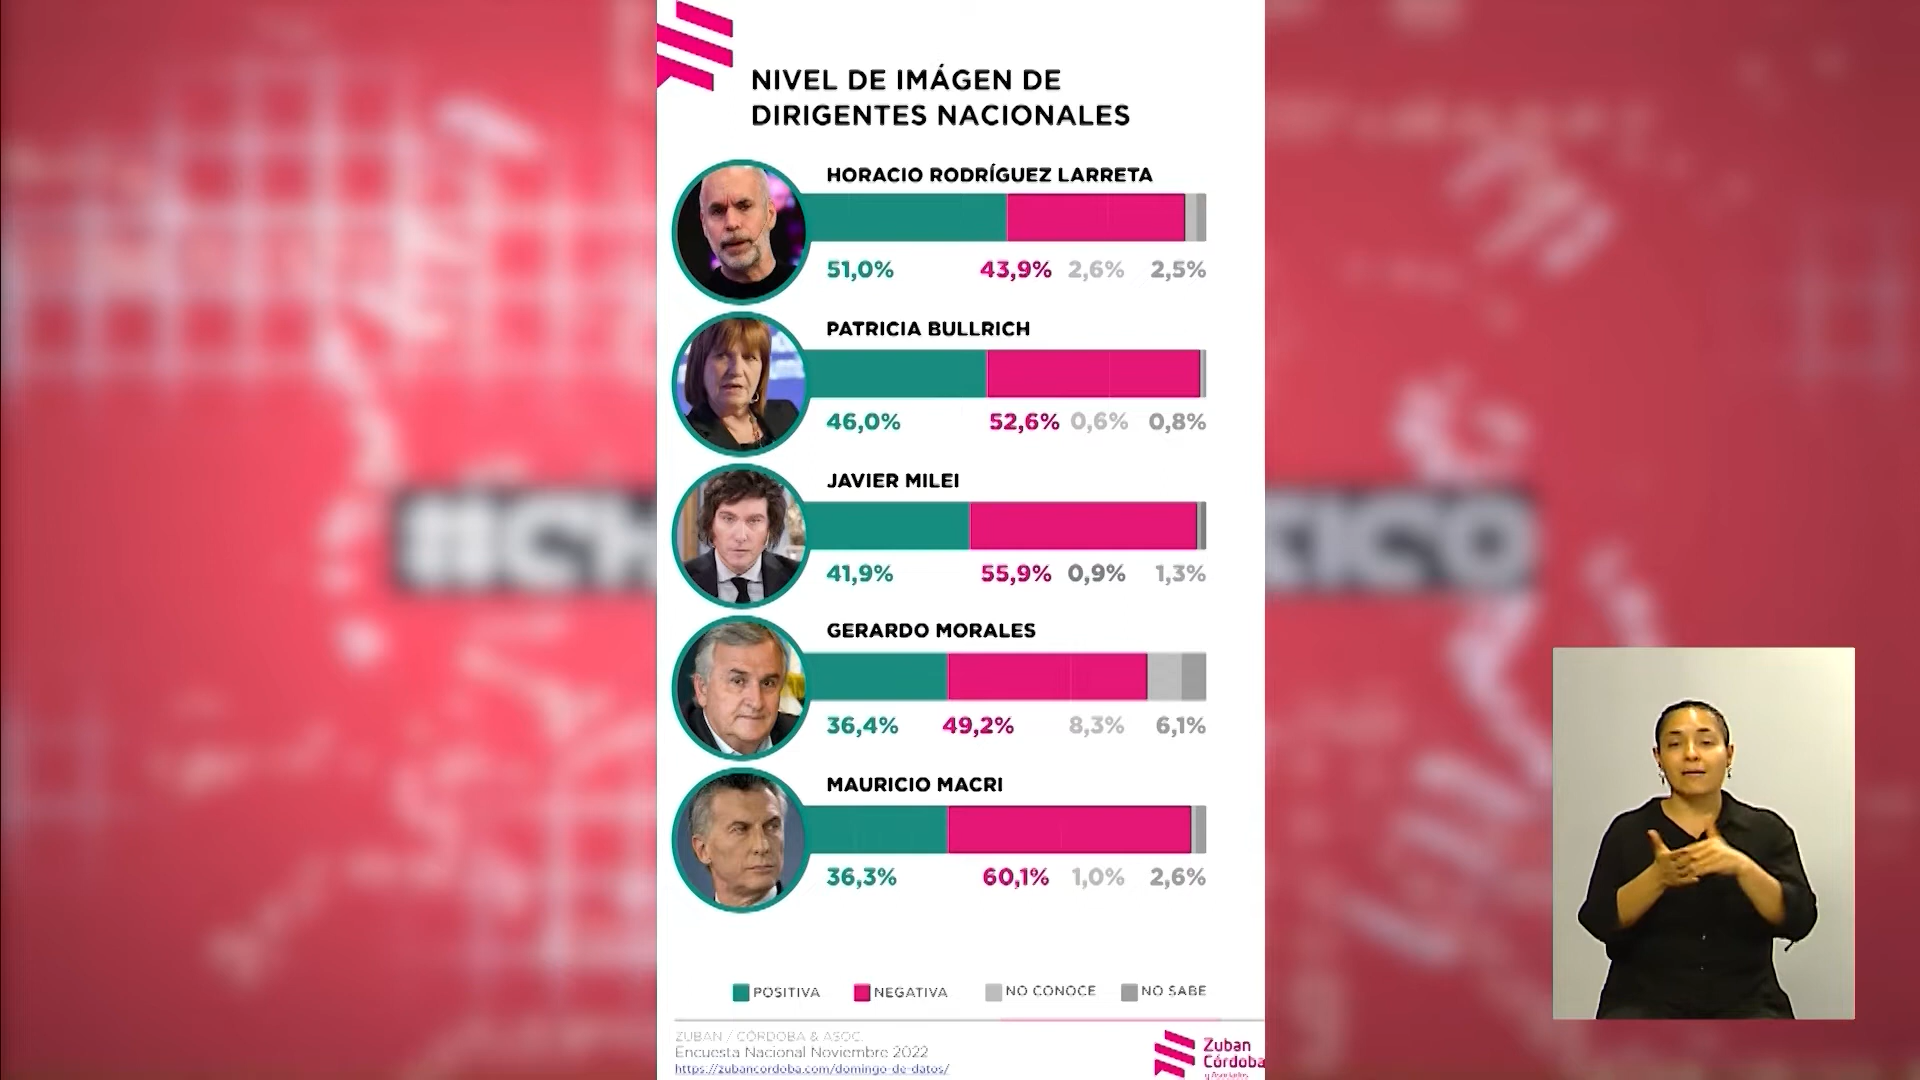 NIVEL DE IMÁGEN DE
DIRIGENTES NACIONALES
HORACIO RODRÍGUEZ LARRETA
51,0% 43,9% 2,6% 2,5%
PATRICIA BULLRICH
46,0% 52,6% 0,6% 0,8%
JAVIER MILEI
41,9% 55,9% 0,9% 1,3%
GERARDO MORALES
36,4% 49,2% 8,3% 6,1%
MAURICIO MACRI
36,3% 60,1% 1,0% 2,6%
POSITIVA NEGATIVA NO CONOCE NO SABE
ZUBAN / CÓRDOBA & ASOC.
Encuesta Nacional Noviembre 2022
https://zubancordoba.com/domingo-de-datos/
Zuban
Córdoba
y Asociados
#CH
XICO